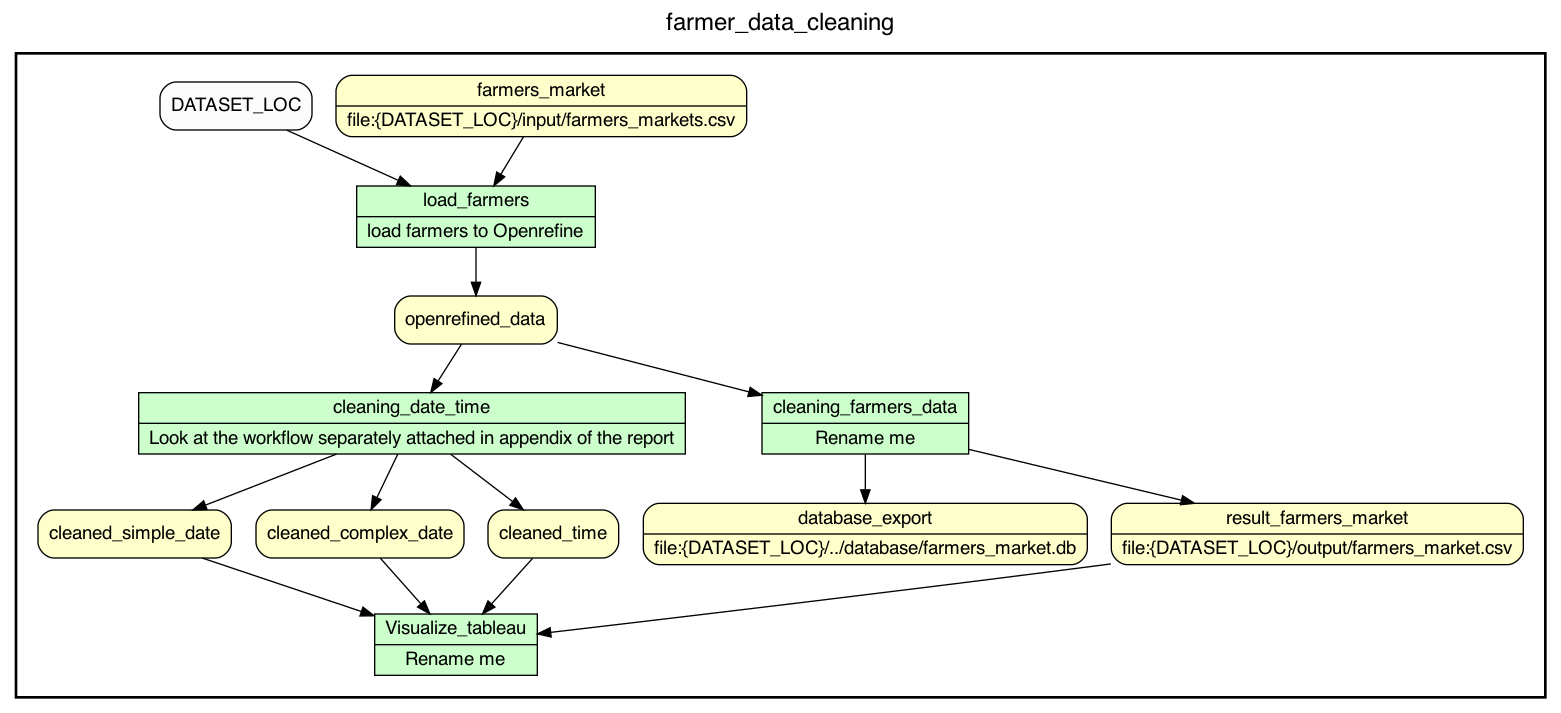 farmer_data_cleaning
DATASET_LOC
farmers_market
file:{DATASET_LOC}/input/farmers_markets.csv
load_farmers
load farmers to Openrefine
openrefined_data
cleaning_date_time
Look at the workflow separately attached in appendix of the report
cleaning_farmers_data
Rename me
cleaned_simple_date
cleaned_complex_date
cleaned_time
database_export
file:{DATASET_LOC}/../database/farmers_market.db
result_farmers_market
file:{DATASET_LOC}/output/farmers_market.csv
Visualize_tableau
Rename me